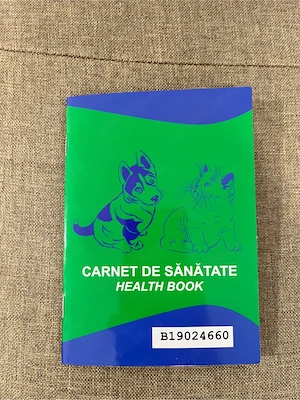 CARNET DE SĂNĂTATE
HEALTH BOOK
B19024660